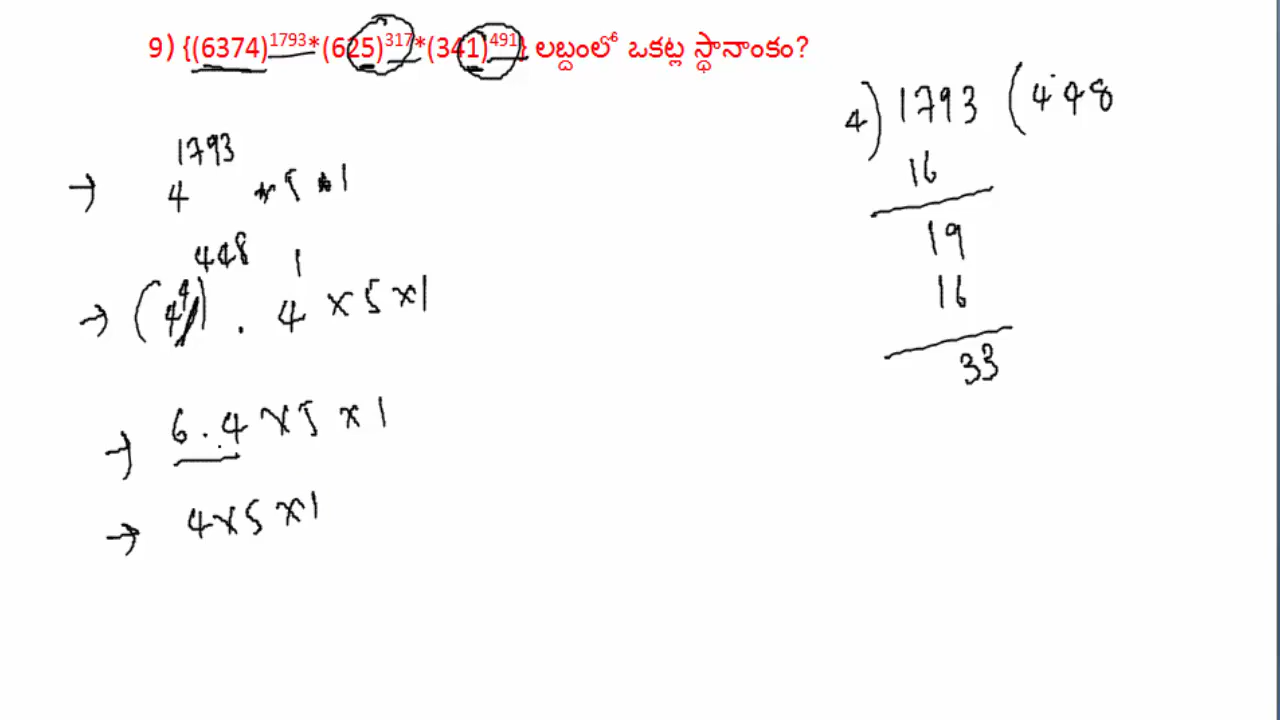 9) {(6374)^1793*(625)^317*(341)^491} లబ్దంలో ఒకట్ల స్థానాంకం?
→ 4^1793 * 5 * 1
→ (4^4)^448 . 4^1 × 5 × 1
→ 6 . 4 × 5 × 1
→ 4 × 5 × 1
4) 1793 (448
16
19
16
33